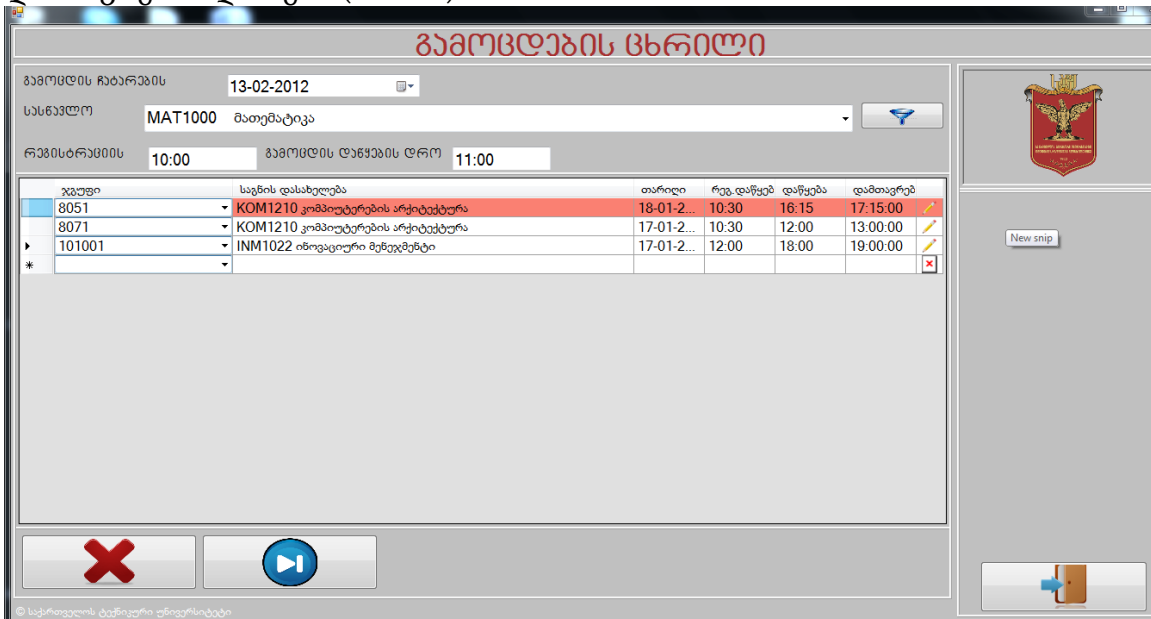 გამოცდების ცხრილი
გამოცდის ჩატარების 13-02-2012
სასწავლო MAT1000 მათემატიკა
რეგისტრაციის 10:00 გამოცდის დაწყების დრო 11:00
ჯგუფი საგნის დასახელება თარიღი რეგ.დაწყებ დაწყება დამთავრებ
8051 KOM1210 კომპიუტერების არქიტექტურა 18-01-2... 10:30 16:15 17:15:00
8071 KOM1210 კომპიუტერების არქიტექტურა 17-01-2... 10:30 12:00 13:00:00
101001 INM1022 ინოვაციური მენეჯმენტი 17-01-2... 12:00 18:00 19:00:00
New snip
© საქართველოს ტექნიკური უნივერსიტეტი